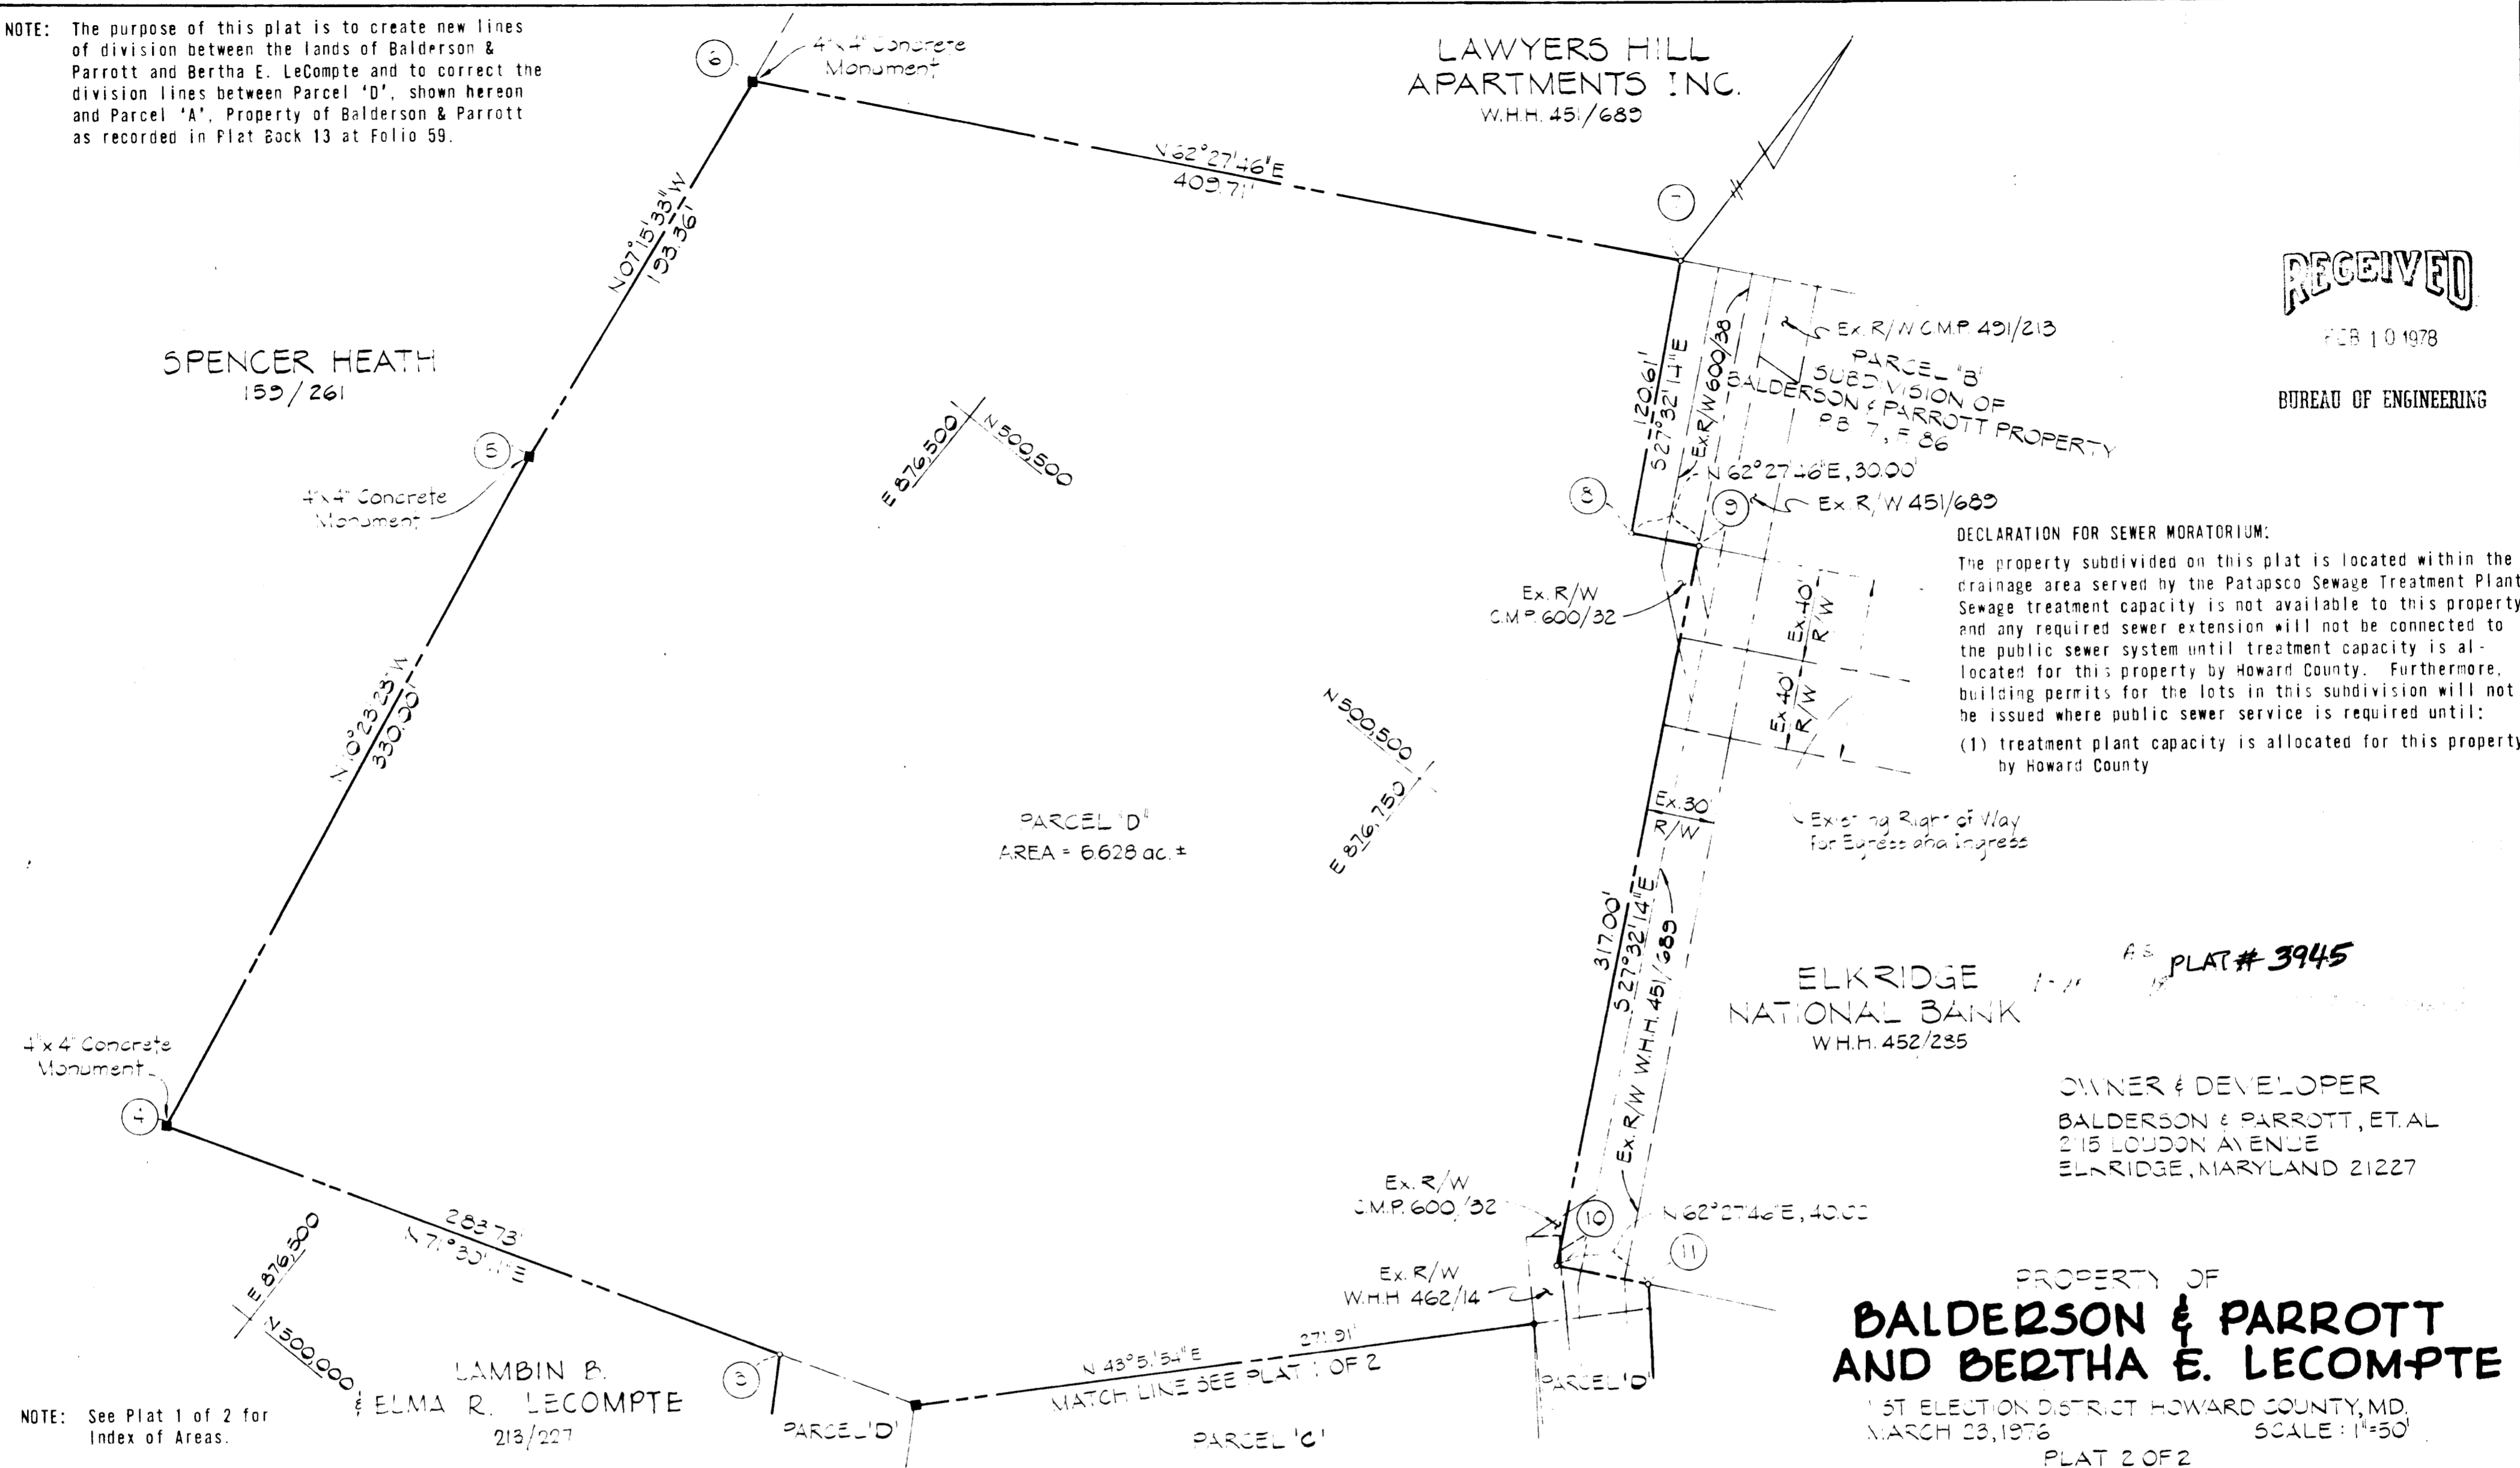 NOTE: The purpose of this plat is to create new lines
of division between the lands of Balderson &
Parrott and Bertha E. LeCompte and to correct the
division lines between Parcel 'D', shown hereon
and Parcel 'A', Property of Balderson & Parrott
as recorded in Plat Book 13 at Folio 59.
6
4"x4" Concrete
Monument
LAWYERS HILL
APARTMENTS INC.
W.H.H. 451/689
N62°27'46"E
409.71'
7
N07°15'33"W
193.36'
RECEIVED
FEB 10 1978
BUREAU OF ENGINEERING
SPENCER HEATH
159/261
5
4"x4" Concrete
Monument
E 876,500
N 500,500
120.61'
S27°32'14"E
Ex. R/W 600/38
Ex. R/W C.M.P. 491/213
PARCEL 'B'
SUBDIVISION OF
BALDERSON & PARROTT PROPERTY
P.B. 7, F. 86
N 62°27'46"E, 30.00'
8
9
Ex. R/W 451/689
Ex. R/W
C.M.P. 600/32
Ex. 40'
R/W
Ex. 40'
R/W
DECLARATION FOR SEWER MORATORIUM:
The property subdivided on this plat is located within the
drainage area served by the Patapsco Sewage Treatment Plant
Sewage treatment capacity is not available to this property
and any required sewer extension will not be connected to
the public sewer system until treatment capacity is al-
located for this property by Howard County. Furthermore,
building permits for the lots in this subdivision will not
be issued where public sewer service is required until:
(1) treatment plant capacity is allocated for this property
by Howard County
N10°23'23"W
330.00'
N 500,500
E 876,750
PARCEL 'D'
AREA = 6.628 ac. ±
Ex. 30'
R/W
Existing Right of Way
for Egress and Ingress
317.00'
S 27°32'14"E
Ex. R/W W.H.H. 451/689
ELKRIDGE
NATIONAL BANK
W.H.H. 452/285
AS PLAT # 3945
4"x4" Concrete
Monument
4
OWNER & DEVELOPER
BALDERSON & PARROTT, ET. AL
2115 LOUDON AVENUE
ELKRIDGE, MARYLAND 21227
283.73'
E 876,500
N 500,000
Ex. R/W
C.M.P. 600/32
10
N 62°27'46"E, 40.00
11
Ex. R/W
W.H.H 462/14
271.91'
MATCH LINE SEE PLAT 1 OF 2
3
LAMBIN B.
& ELMA R. LECOMPTE
213/227
PARCEL 'D'
PARCEL 'C'
PARCEL 'D'
NOTE: See Plat 1 of 2 for
Index of Areas.
PROPERTY OF
BALDERSON & PARROTT
AND BERTHA E. LECOMPTE
1ST ELECTION DISTRICT HOWARD COUNTY, MD.
MARCH 23, 1976 SCALE: 1"=50'
PLAT 2 OF 2